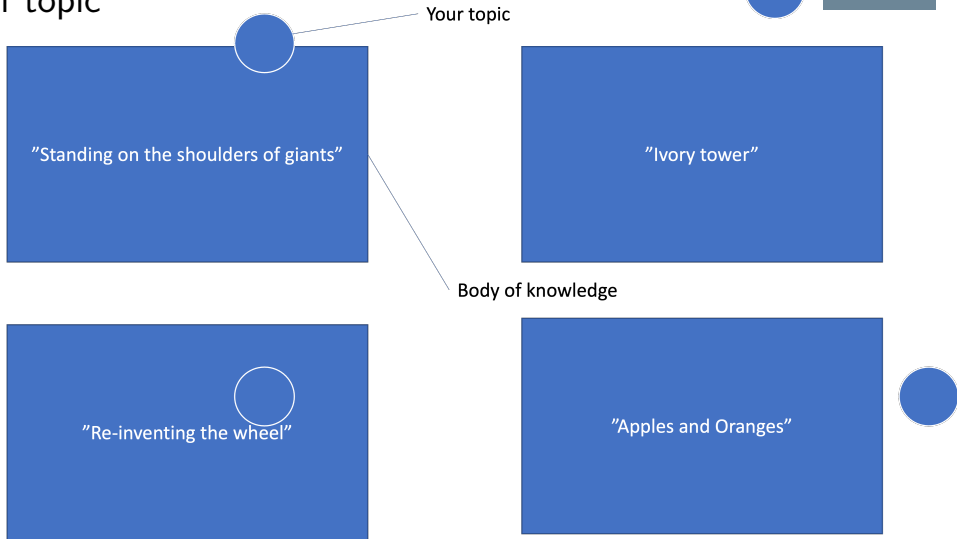 topic
Your topic
”Standing on the shoulders of giants”
”Ivory tower”
Body of knowledge
”Re-inventing the wheel”
”Apples and Oranges”